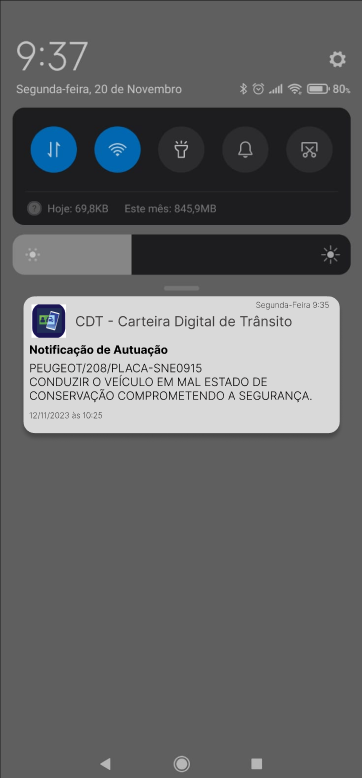 9:37
Segunda-feira, 20 de Novembro
80%
Hoje: 69,8KB Este mês: 845,9MB
Segunda-Feira 9:35
CDT - Carteira Digital de Trânsito
Notificação de Autuação
PEUGEOT/208/PLACA-SNE0915
CONDUZIR O VEÍCULO EM MAL ESTADO DE
CONSERVAÇÃO COMPROMETENDO A SEGURANÇA.
12/11/2023 às 10:25